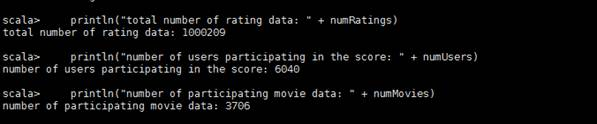 scala>     println("total number of rating data: " + numRatings)
total number of rating data: 1000209
scala>     println("number of users participating in the score: " + numUsers)
number of users participating in the score: 6040
scala>     println("number of participating movie data: " + numMovies)
number of participating movie data: 3706